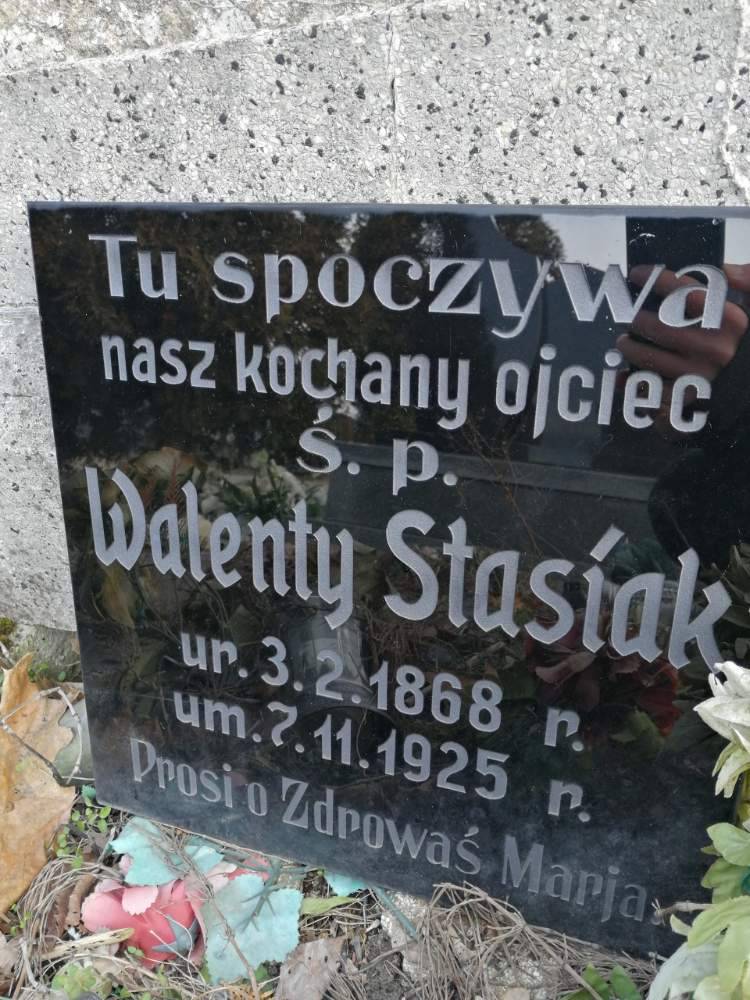 Tu spoczywa
nasz kochany ojciec
Ś. p.
Walenty Stasiak
ur. 3. 2. 1868 r.
um. 7. 11. 1925 r.
Prosi o Zdrowaś Marja.